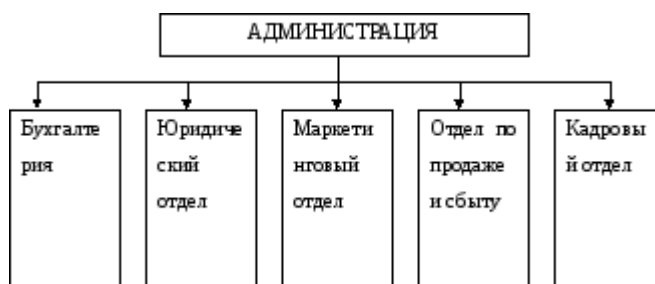 АДМИНИСТРАЦИЯ
Бухгалте
рия
Юридиче
ский
отдел
Маркети
нговый
отдел
Отдел по
продаже
и сбыту
Кадровы
й отдел